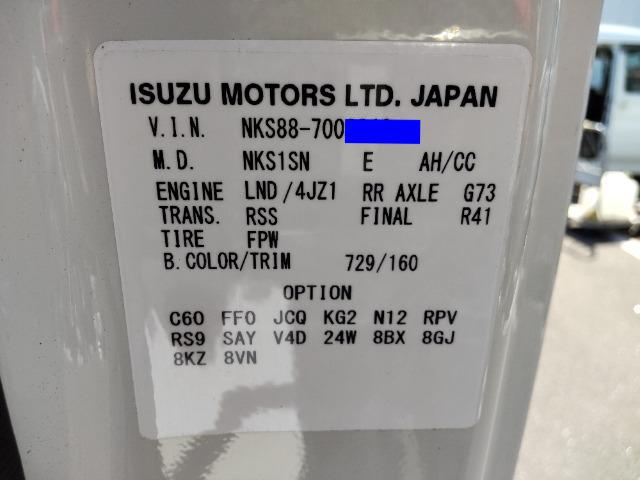 ISUZU MOTORS LTD. JAPAN
V.I.N. NKS88-700
M.D. NKS1SN E AH/CC
ENGINE LND/4JZ1 RR AXLE G73
TRANS. RSS FINAL R41
TIRE FPW
B.COLOR/TRIM 729/160
OPTION
C60 FF0 JCQ KG2 N12 RPV
RS9 SAY V4D 24W 8BX 8GJ
8KZ 8VN